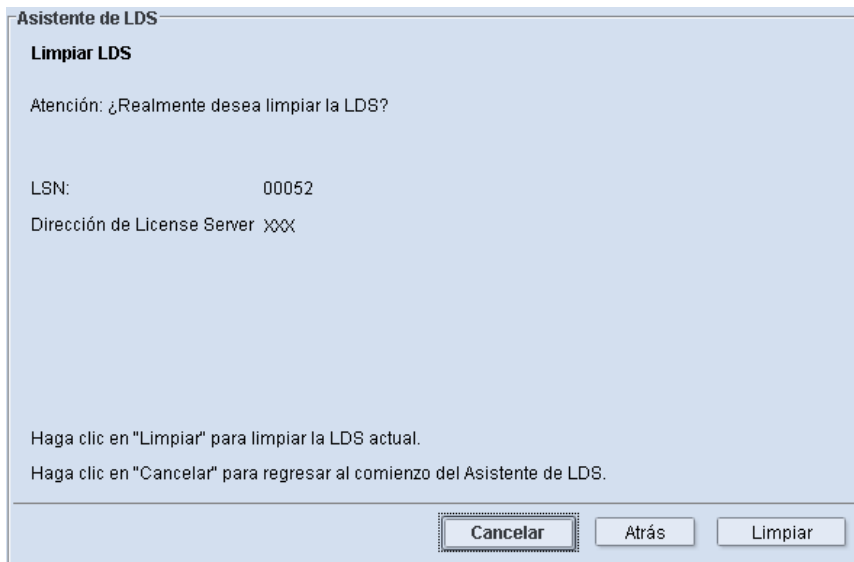 Asistente de LDS
Limpiar LDS
Atención: ¿Realmente desea limpiar la LDS?
LSN: 00052
Dirección de License Server XXX
Haga clic en "Limpiar" para limpiar la LDS actual.
Haga clic en "Cancelar" para regresar al comienzo del Asistente de LDS.
Cancelar Atrás Limpiar